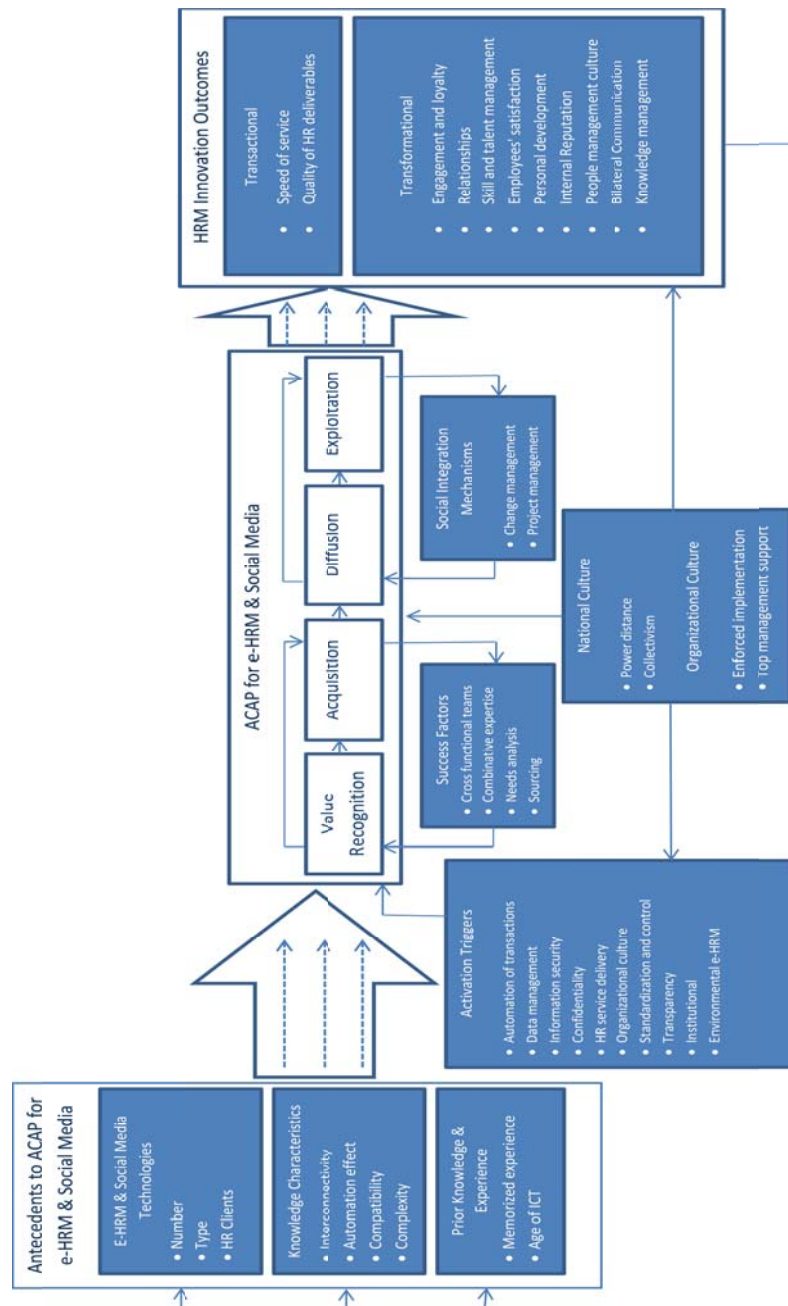 Antecedents to ACAP for
e-HRM & Social Media
E-HRM & Social Media
Technologies
• Number
• Type
• HR Clients
Knowledge Characteristics
• Interconnectivity
• Automation effect
• Compatibility
• Complexity
Prior Knowledge &
Experience
• Memorized experience
• Age of ICT
Activation Triggers
• Automation of transactions
• Data management
• Information security
• Confidentiality
• HR service delivery
• Organizational culture
• Standardization and control
• Transparency
• Institutional
• Environmental e-HRM
ACAP for e-HRM & Social Media
Value
Recognition
Acquisition
Diffusion
Exploitation
Success Factors
• Cross functional teams
• Combinative expertise
• Needs analysis
• Sourcing
Social Integration
Mechanisms
• Change management
• Project management
National Culture
• Power distance
• Collectivism
Organizational Culture
• Enforced implementation
• Top management support
HRM Innovation Outcomes
Transactional
• Speed of service
• Quality of HR deliverables
Transformational
• Engagement and loyalty
• Relationships
• Skill and talent management
• Employees' satisfaction
• Personal development
• Internal Reputation
• People management culture
• Bilateral Communication
• Knowledge management